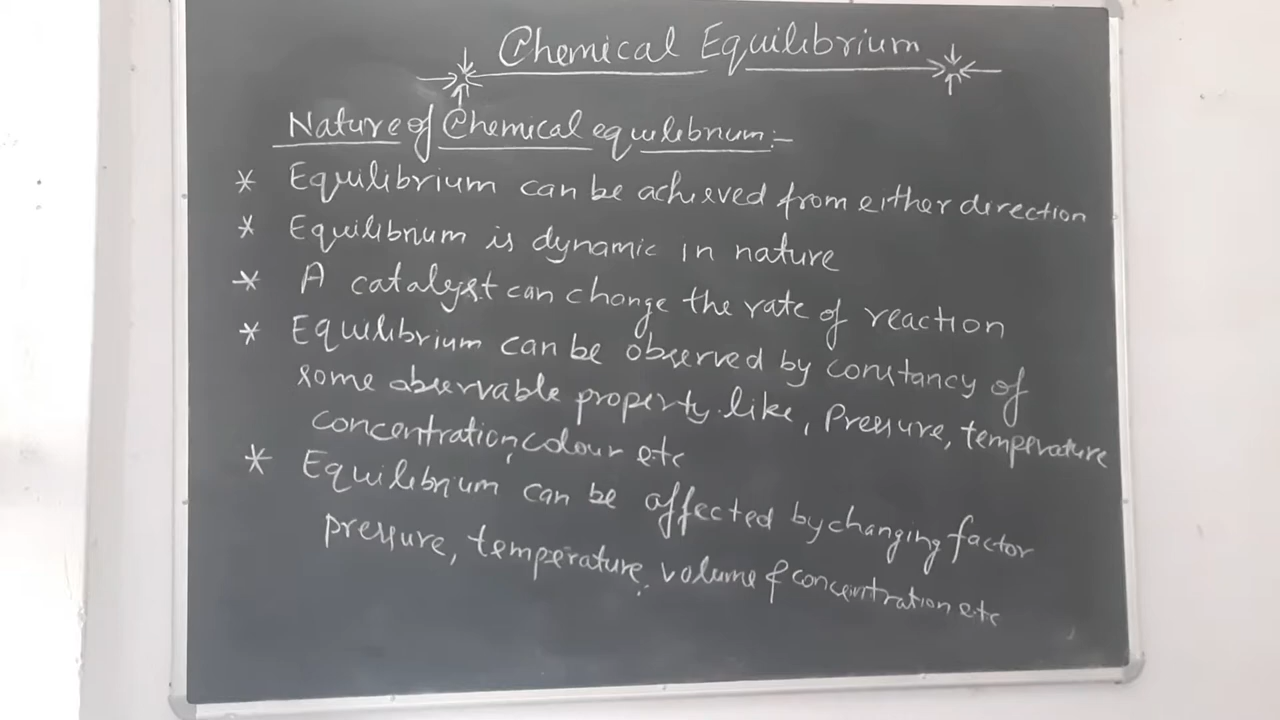 Chemical Equilibrium
Nature of Chemical equilibrium:-
* Equilibrium can be achieved from either direction
* Equilibrium is dynamic in nature
* A catalyst can change the rate of reaction
* Equilibrium can be observed by constancy of
some observable property like, Pressure, temperature
concentration, colour etc
* Equilibrium can be affected by changing factor
pressure, temperature, volume & concentration etc